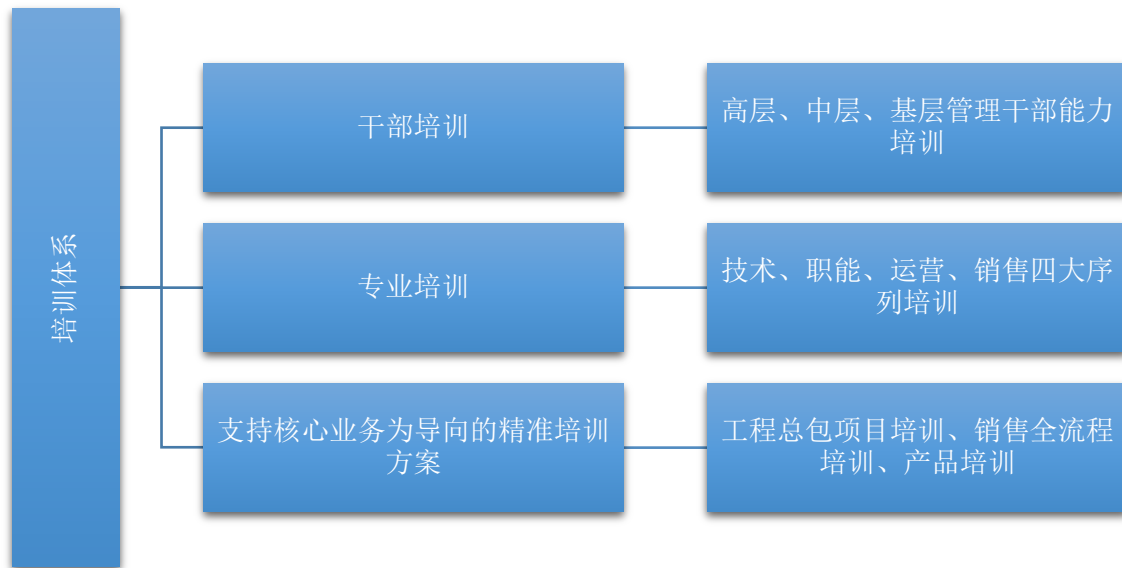 培训体系
干部培训
高层、中层、基层管理干部能力
培训
专业培训
技术、职能、运营、销售四大序
列培训
支持核心业务为导向的精准培训
方案
工程总包项目培训、销售全流程
培训、产品培训